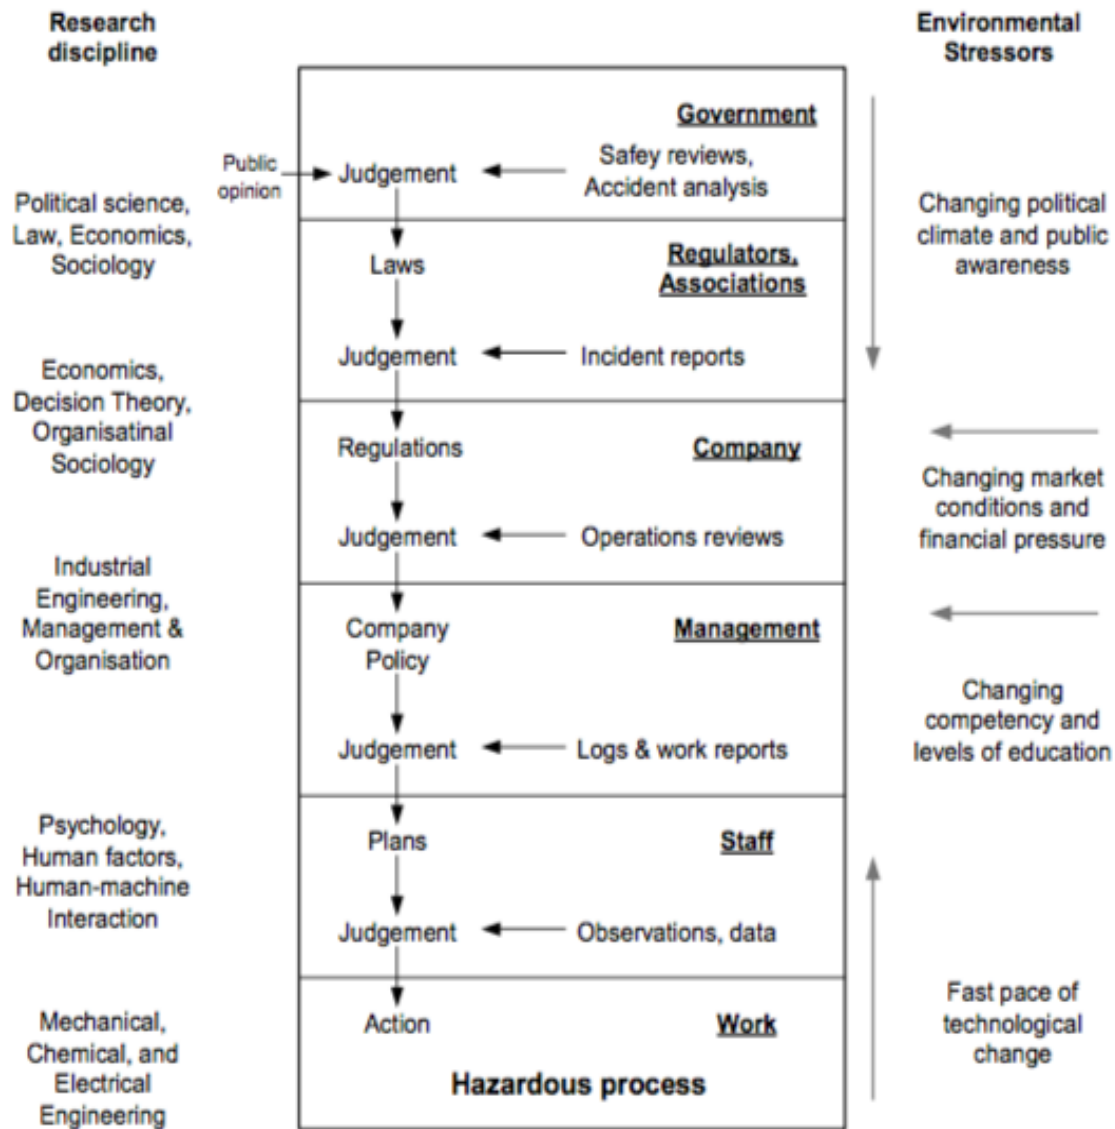 Research
discipline
Environmental
Stressors
Government
Public
opinion
Judgement
Safey reviews,
Accident analysis
Political science,
Law, Economics,
Sociology
Changing political
climate and public
awareness
Laws
Regulators,
Associations
Judgement
Incident reports
Economics,
Decision Theory,
Organisatinal
Sociology
Regulations
Company
Changing market
conditions and
financial pressure
Judgement
Operations reviews
Industrial
Engineering,
Management &
Organisation
Company
Policy
Management
Changing
competency and
levels of education
Judgement
Logs & work reports
Psychology,
Human factors,
Human-machine
Interaction
Plans
Staff
Judgement
Observations, data
Fast pace of
technological
change
Mechanical,
Chemical, and
Electrical
Engineering
Action
Work
Hazardous process